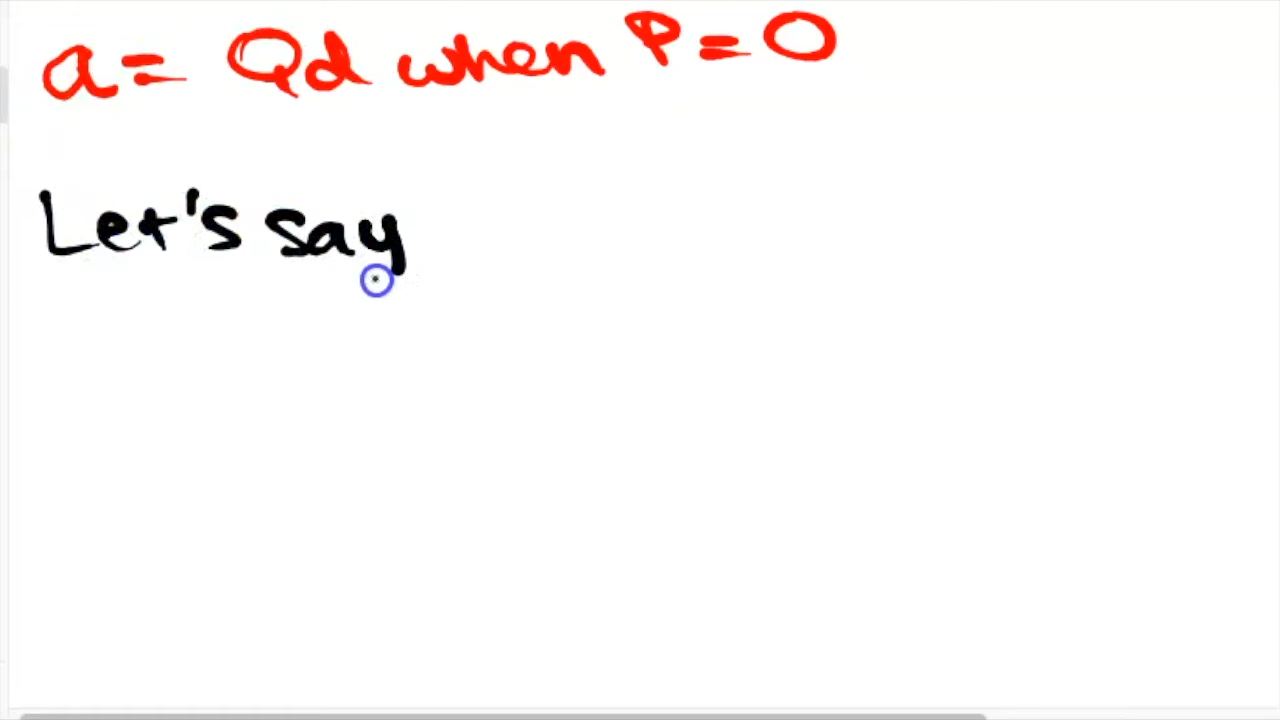 a = Qd when P = 0
Let's say